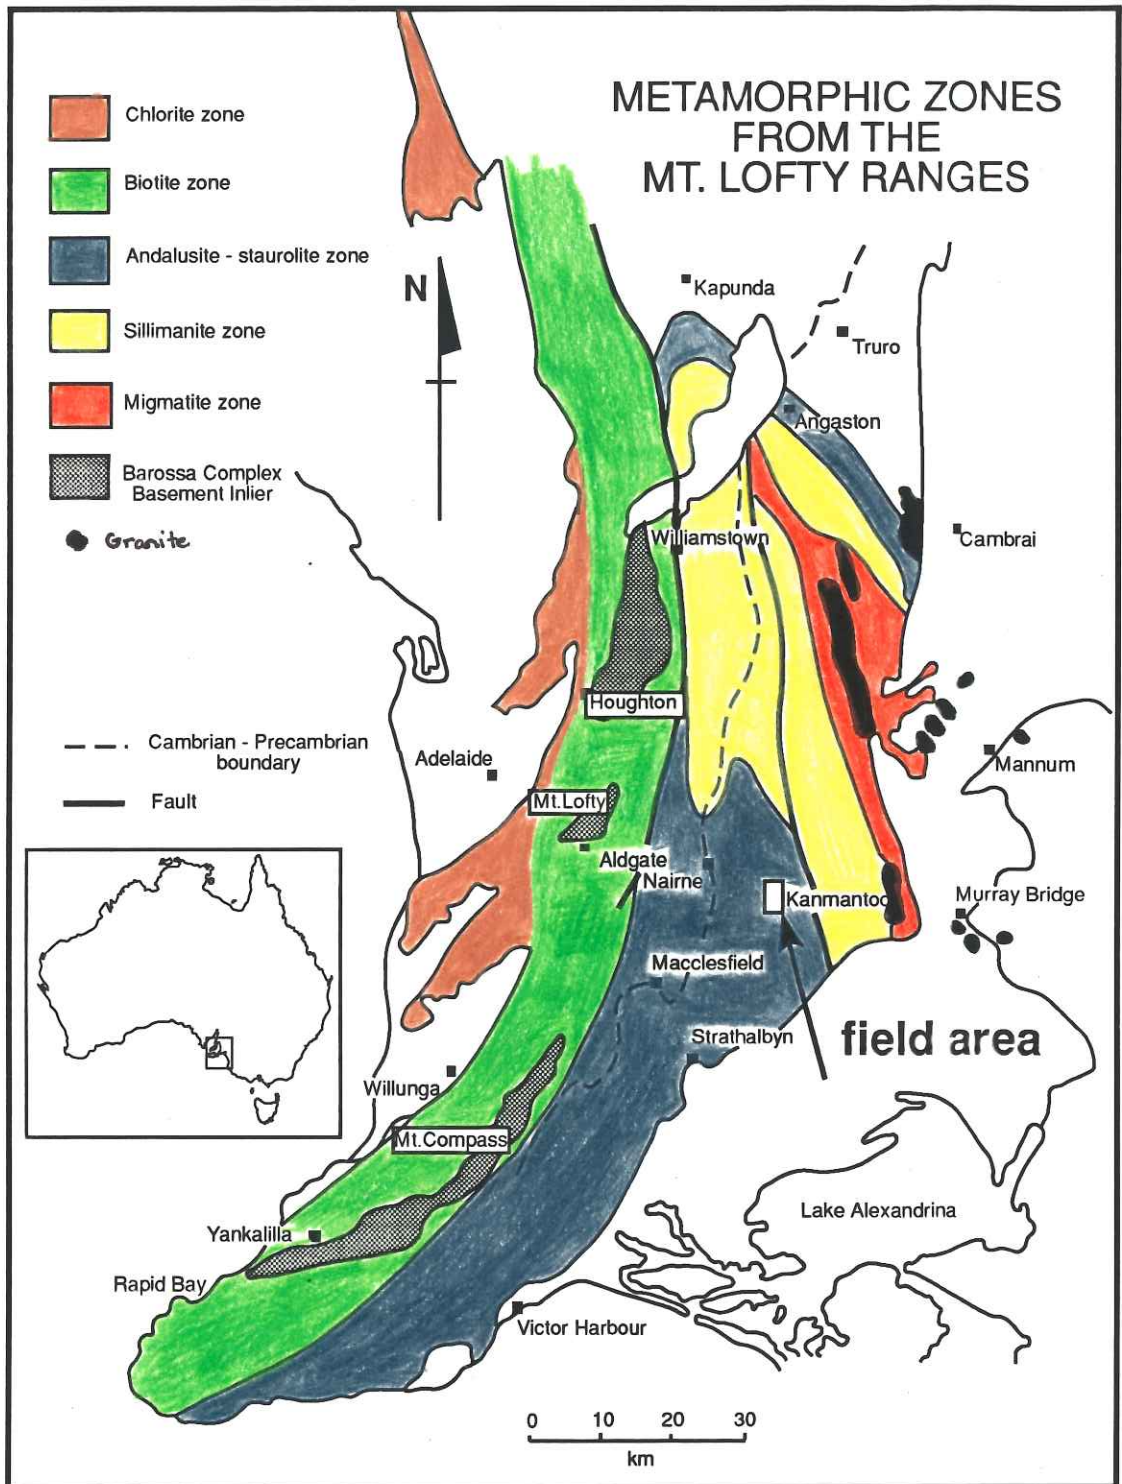 METAMORPHIC ZONES
FROM THE
MT. LOFTY RANGES
Chlorite zone
Biotite zone
Andalusite - staurolite zone
Sillimanite zone
Migmatite zone
Barossa Complex
Basement Inlier
Granite
N
Kapunda
Truro
Angaston
Williamstown
Cambrai
Houghton
Cambrian - Precambrian
boundary
Fault
Adelaide
Mannum
Mt.Lofty
Aldgate
Nairne
Kanmantoo
Murray Bridge
Macclesfield
Strathalbyn
field area
Willunga
Mt.Compass
Lake Alexandrina
Yankalilla
Rapid Bay
Victor Harbour
0 10 20 30
km